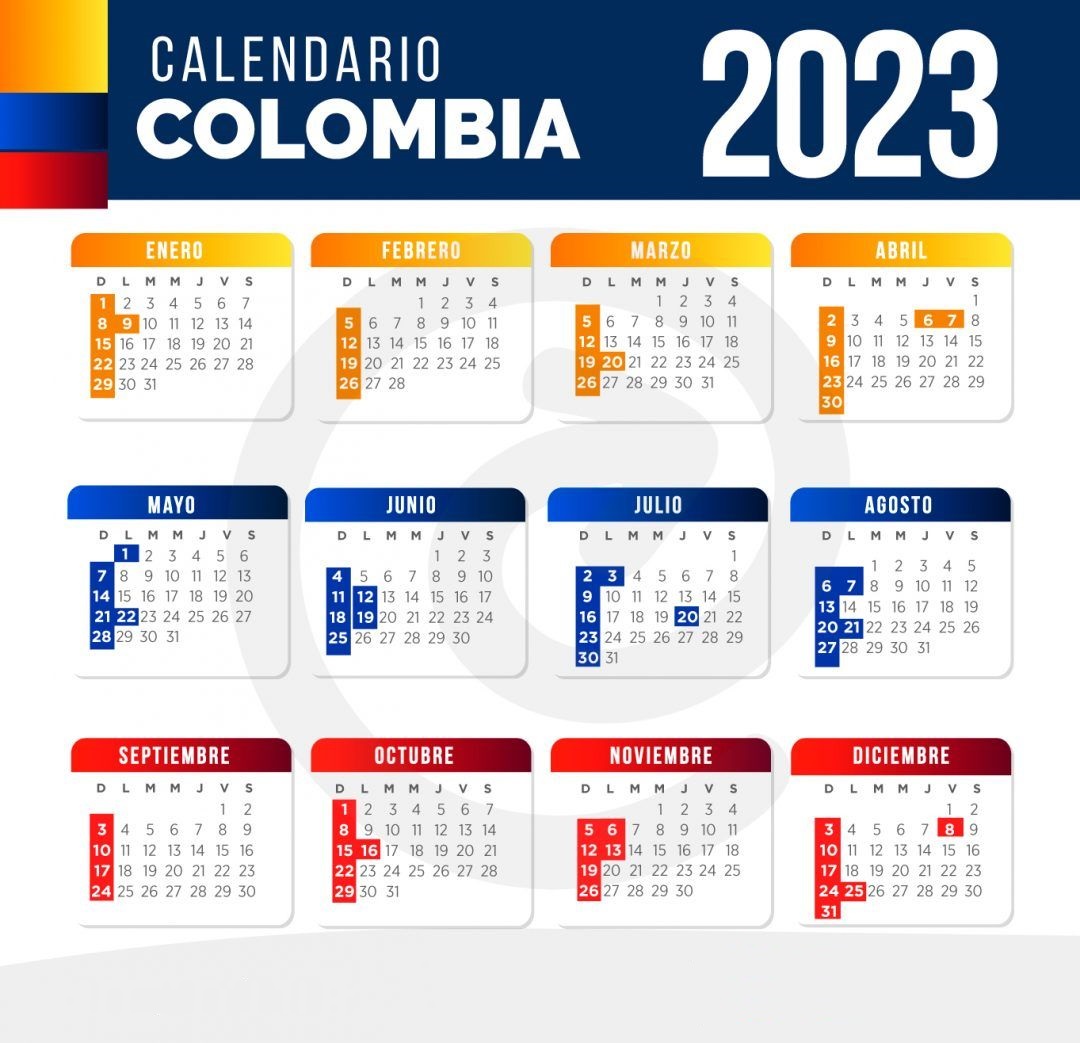 CALENDARIO
COLOMBIA
2023
ENERO
D L M M J V S
1 2 3 4 5 6 7
8 9 10 11 12 13 14
15 16 17 18 19 20 21
22 23 24 25 26 27 28
29 30 31
FEBRERO
D L M M J V S
1 2 3 4
5 6 7 8 9 10 11
12 13 14 15 16 17 18
19 20 21 22 23 24 25
26 27 28
MARZO
D L M M J V S
1 2 3 4
5 6 7 8 9 10 11
12 13 14 15 16 17 18
19 20 21 22 23 24 25
26 27 28 29 30 31
ABRIL
D L M M J V S
1
2 3 4 5 6 7 8
9 10 11 12 13 14 15
16 17 18 19 20 21 22
23 24 25 26 27 28 29
30
MAYO
D L M M J V S
1 2 3 4 5 6
7 8 9 10 11 12 13
14 15 16 17 18 19 20
21 22 23 24 25 26 27
28 29 30 31
JUNIO
D L M M J V S
1 2 3
4 5 6 7 8 9 10
11 12 13 14 15 16 17
18 19 20 21 22 23 24
25 26 27 28 29 30
JULIO
D L M M J V S
1
2 3 4 5 6 7 8
9 10 11 12 13 14 15
16 17 18 19 20 21 22
23 24 25 26 27 28 29
30 31
AGOSTO
D L M M J V S
1 2 3 4 5
6 7 8 9 10 11 12
13 14 15 16 17 18 19
20 21 22 23 24 25 26
27 28 29 30 31
SEPTIEMBRE
D L M M J V S
1 2
3 4 5 6 7 8 9
10 11 12 13 14 15 16
17 18 19 20 21 22 23
24 25 26 27 28 29 30
OCTUBRE
D L M M J V S
1 2 3 4 5 6 7
8 9 10 11 12 13 14
15 16 17 18 19 20 21
22 23 24 25 26 27 28
29 30 31
NOVIEMBRE
D L M M J V S
1 2 3 4
5 6 7 8 9 10 11
12 13 14 15 16 17 18
19 20 21 22 23 24 25
26 27 28 29 30
DICIEMBRE
D L M M J V S
1 2
3 4 5 6 7 8 9
10 11 12 13 14 15 16
17 18 19 20 21 22 23
24 25 26 27 28 29 30
31